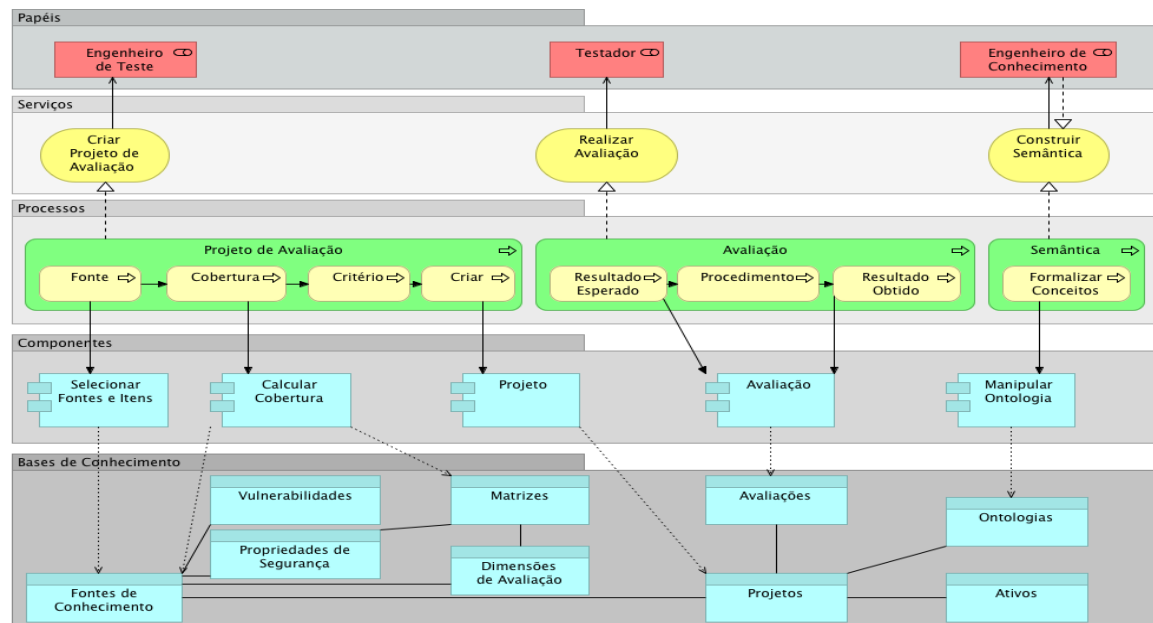 Papéis
Engenheiro
de Teste
Testador
Engenheiro de
Conhecimento
Serviços
Criar
Projeto de
Avaliação
Realizar
Avaliação
Construir
Semântica
Processos
Projeto de Avaliação
Fonte
Cobertura
Critério
Criar
Avaliação
Resultado
Esperado
Procedimento
Resultado
Obtido
Semântica
Formalizar
Conceitos
Componentes
Selecionar
Fontes e Itens
Calcular
Cobertura
Projeto
Avaliação
Manipular
Ontologia
Bases de Conhecimento
Vulnerabilidades
Matrizes
Avaliações
Ontologias
Propriedades de
Segurança
Dimensões
de Avaliação
Fontes de
Conhecimento
Projetos
Ativos